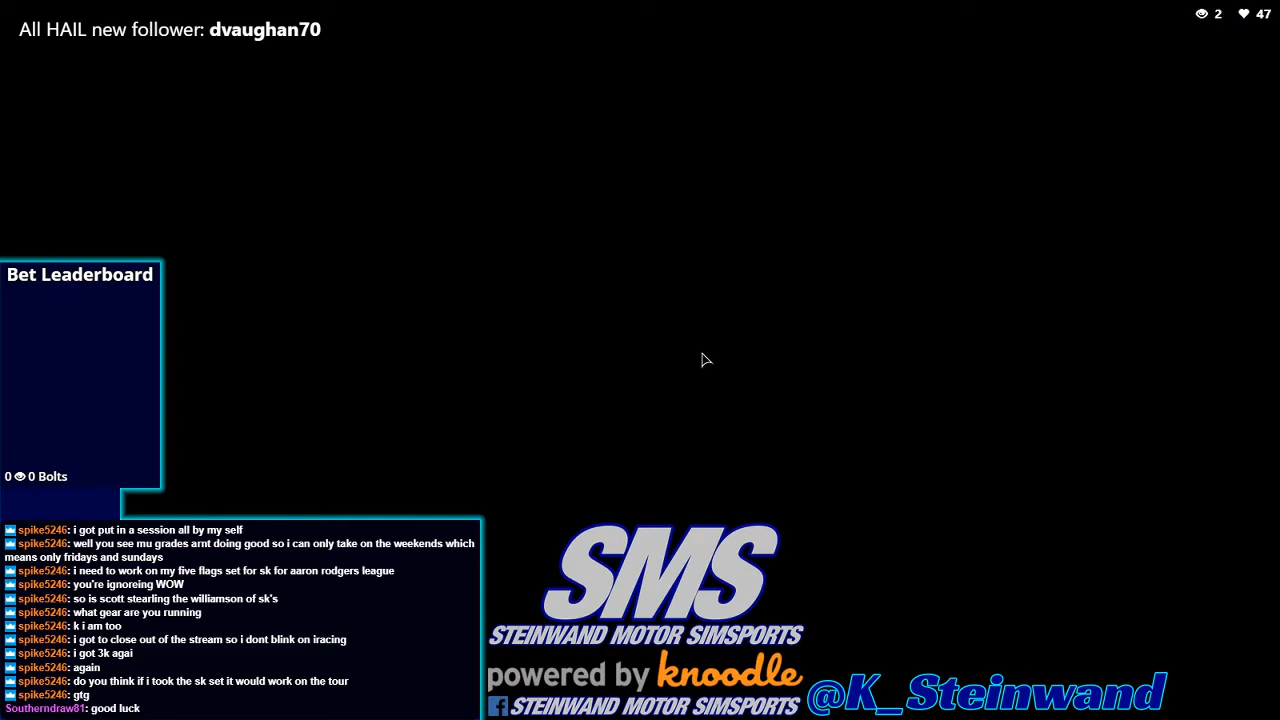 All HAIL new follower: dvaughan70
2 47
Bet Leaderboard
0 0 Bolts
spike5246: i got put in a session all by my self
spike5246: well you see mu grades arnt doing good so i can only take on the weekends which
means only fridays and sundays
spike5246: i need to work on my five flags set for sk for aaron rodgers league
spike5246: you're ignoreing WOW
spike5246: so is scott stearling the williamson of sk's
spike5246: what gear are you running
spike5246: k i am too
spike5246: i got to close out of the stream so i dont blink on iracing
spike5246: i got 3k agai
spike5246: again
spike5246: do you think if i took the sk set it would work on the tour
spike5246: gtg
Southerndraw81: good luck
SMS
STEINWAND MOTOR SIMSPORTS
powered by knoodle
f STEINWAND MOTOR SIMSPORTS
@K_Steinwand